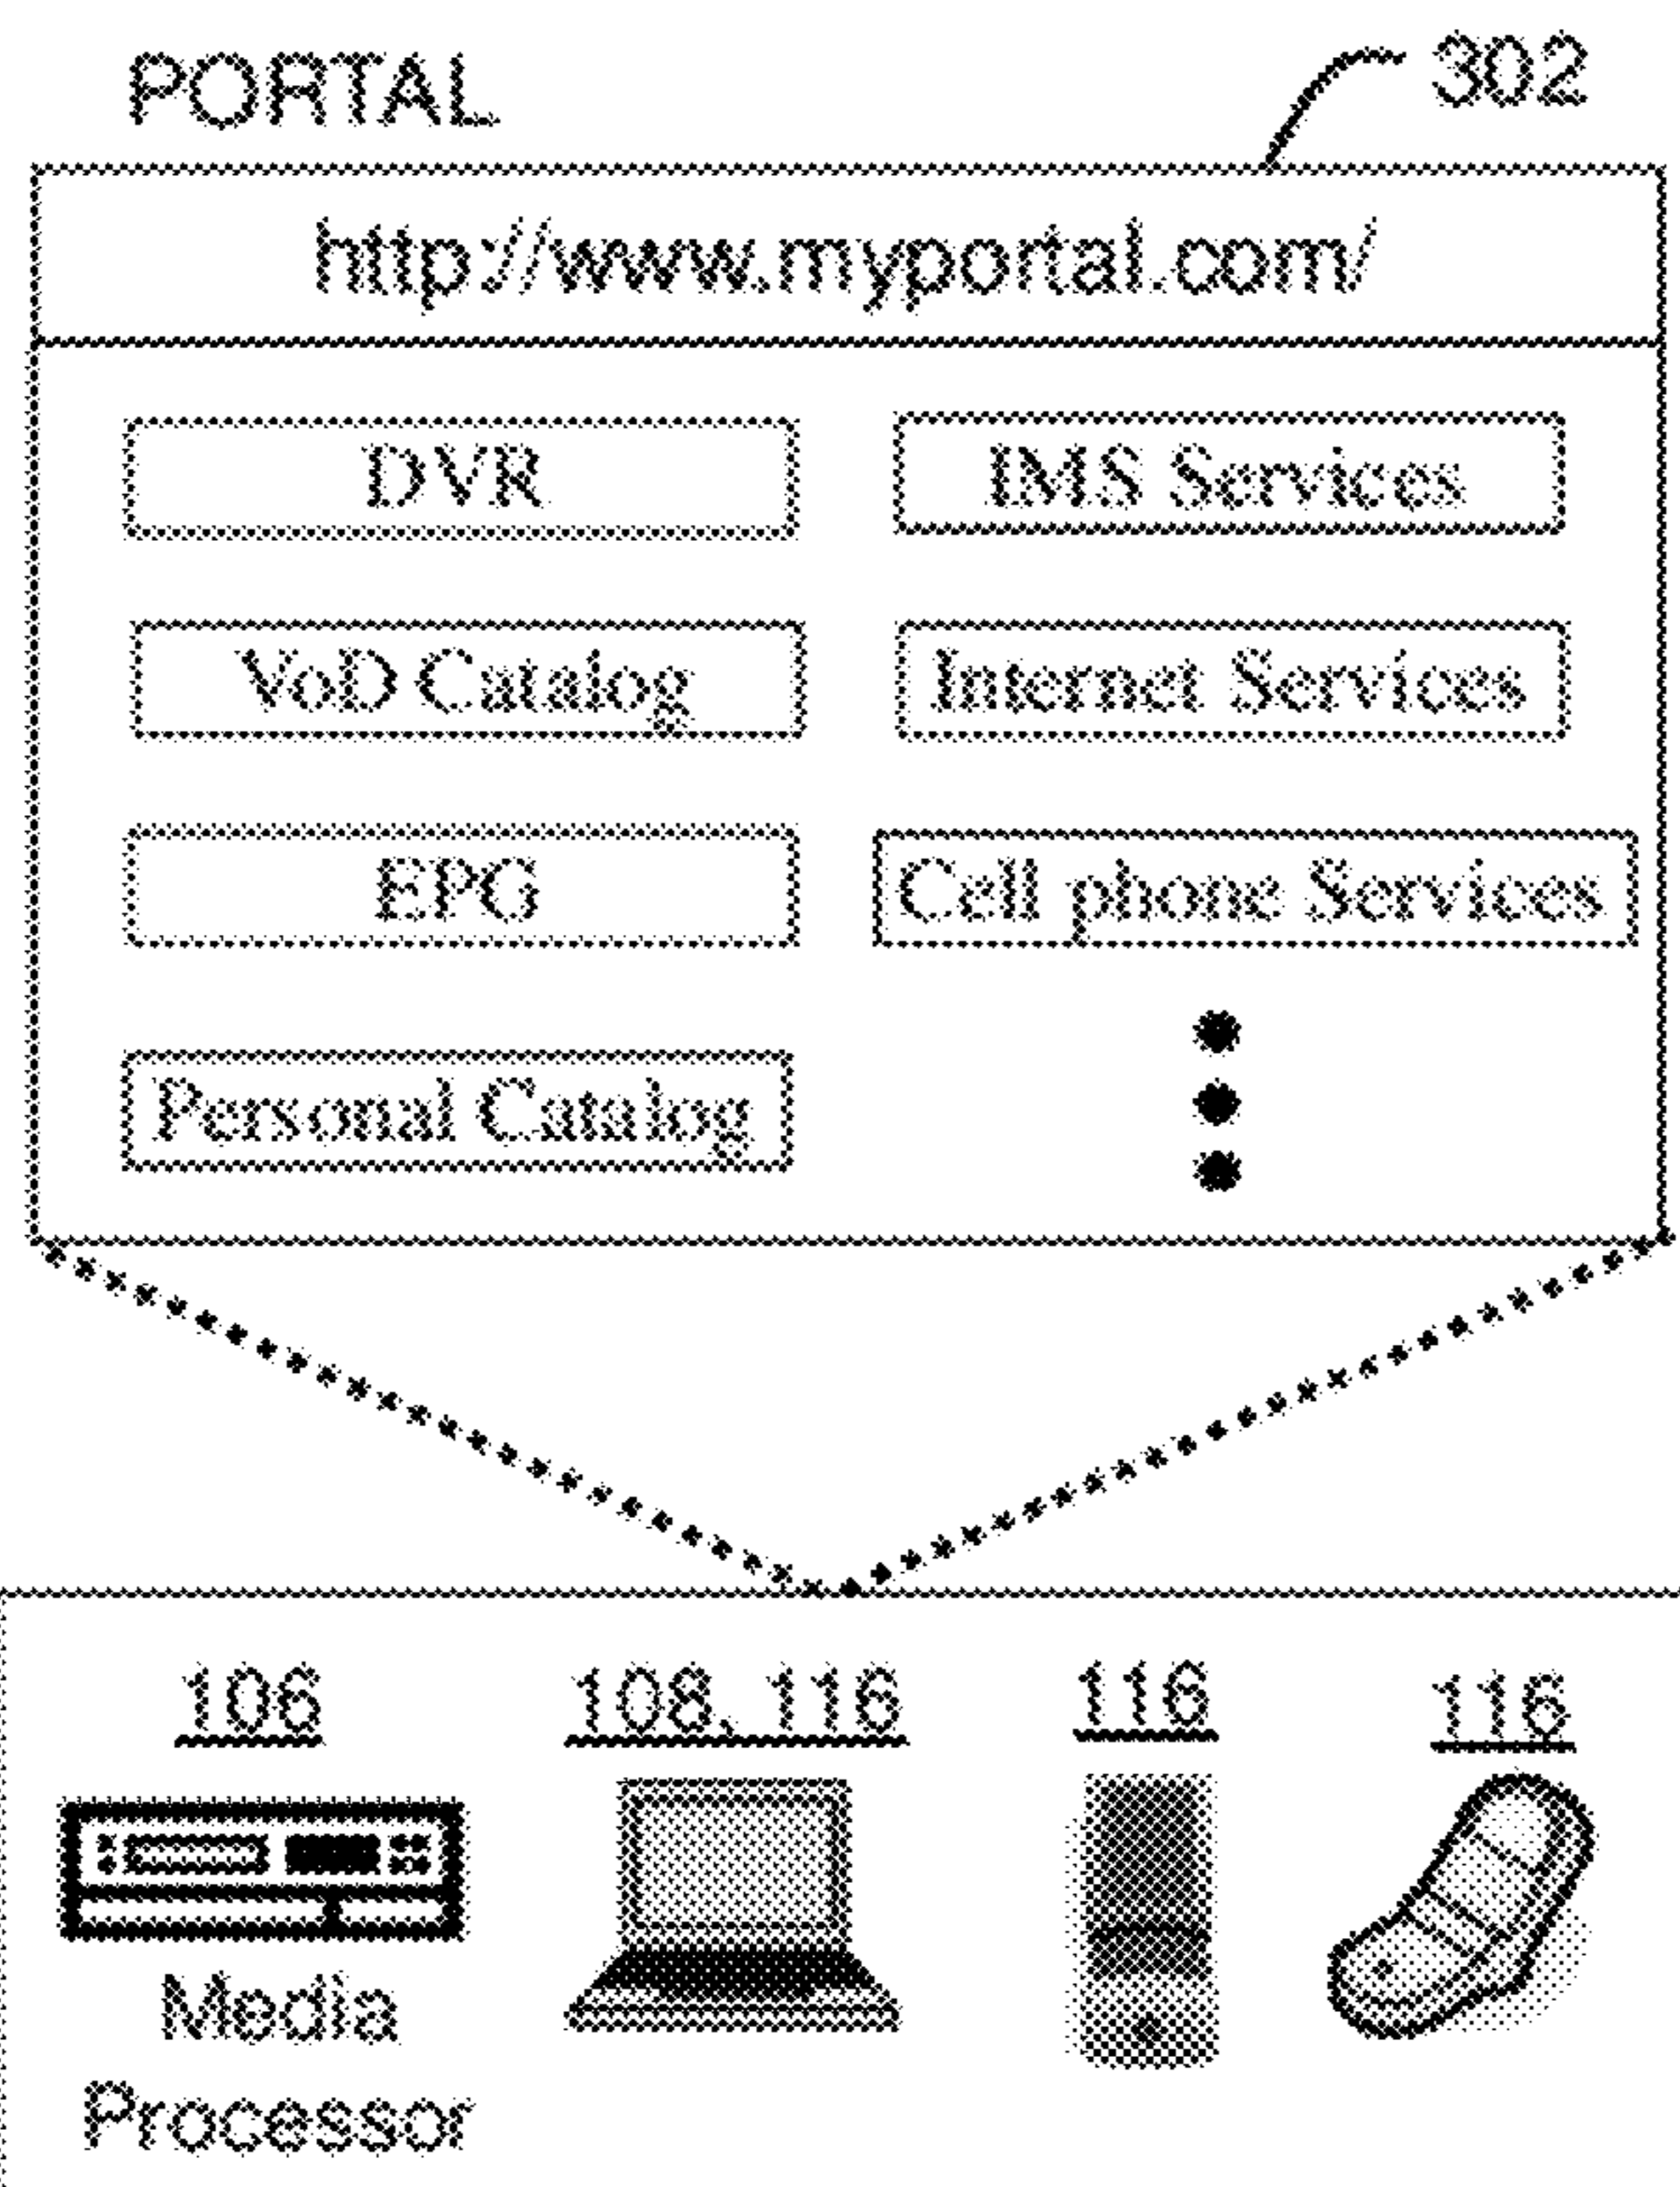 PORTAL
302
http://www.myportal.com/
DVR
IMS Services
VoD Catalog
Internet Services
EPG
Cell phone Services
Personal Catalog
106
108, 116
116
116
Media
Processor